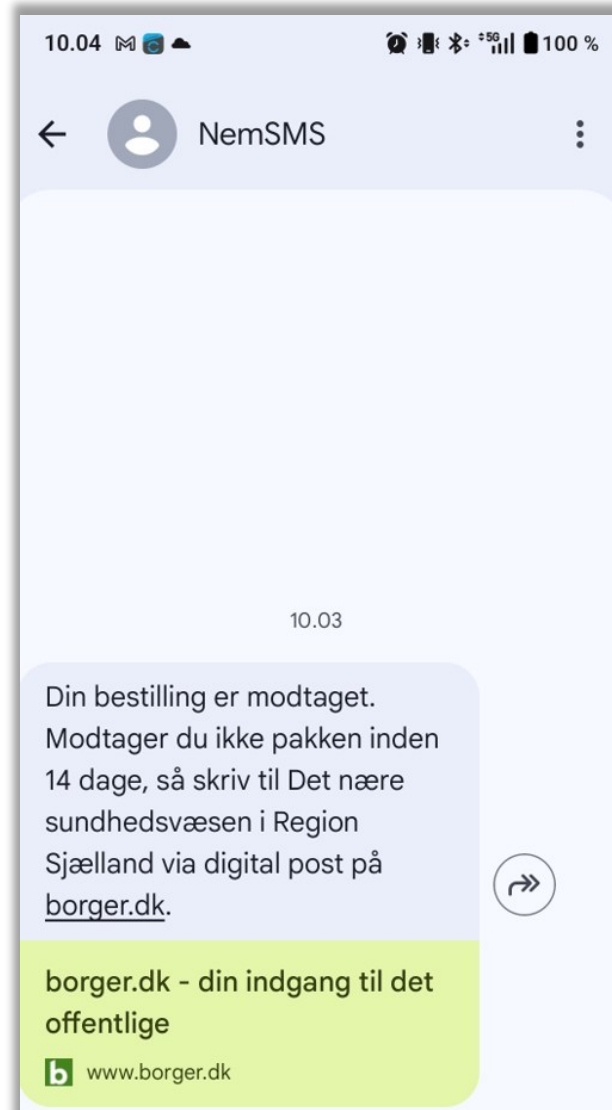 10.04 5G 100 %
NemSMS
10.03
Din bestilling er modtaget.
Modtager du ikke pakken inden
14 dage, så skriv til Det nære
sundhedsvæsen i Region
Sjælland via digital post på
borger.dk.
borger.dk - din indgang til det
offentlige
b www.borger.dk